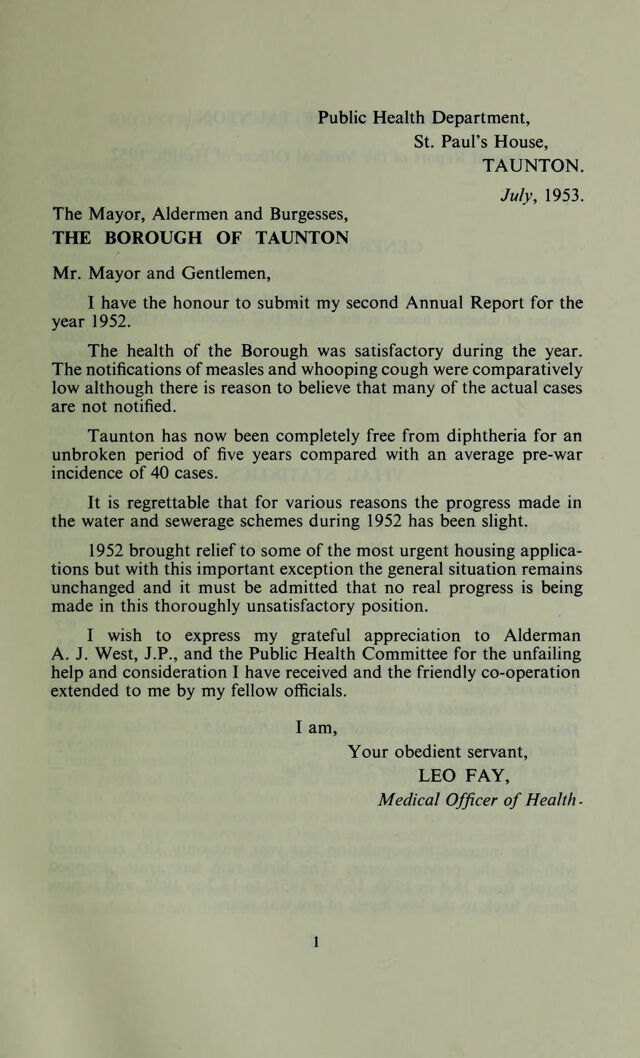 Public Health Department,
St. Paul's House,
TAUNTON.
July, 1953.
The Mayor, Aldermen and Burgesses,
THE BOROUGH OF TAUNTON
Mr. Mayor and Gentlemen,
I have the honour to submit my second Annual Report for the
year 1952.
The health of the Borough was satisfactory during the year.
The notifications of measles and whooping cough were comparatively
low although there is reason to believe that many of the actual cases
are not notified.
Taunton has now been completely free from diphtheria for an
unbroken period of five years compared with an average pre-war
incidence of 40 cases.
It is regrettable that for various reasons the progress made in
the water and sewerage schemes during 1952 has been slight.
1952 brought relief to some of the most urgent housing applica-
tions but with this important exception the general situation remains
unchanged and it must be admitted that no real progress is being
made in this thoroughly unsatisfactory position.
I wish to express my grateful appreciation to Alderman
A. J. West, J.P., and the Public Health Committee for the unfailing
help and consideration I have received and the friendly co-operation
extended to me by my fellow officials.
I am,
Your obedient servant,
LEO FAY,
Medical Officer of Health.
1